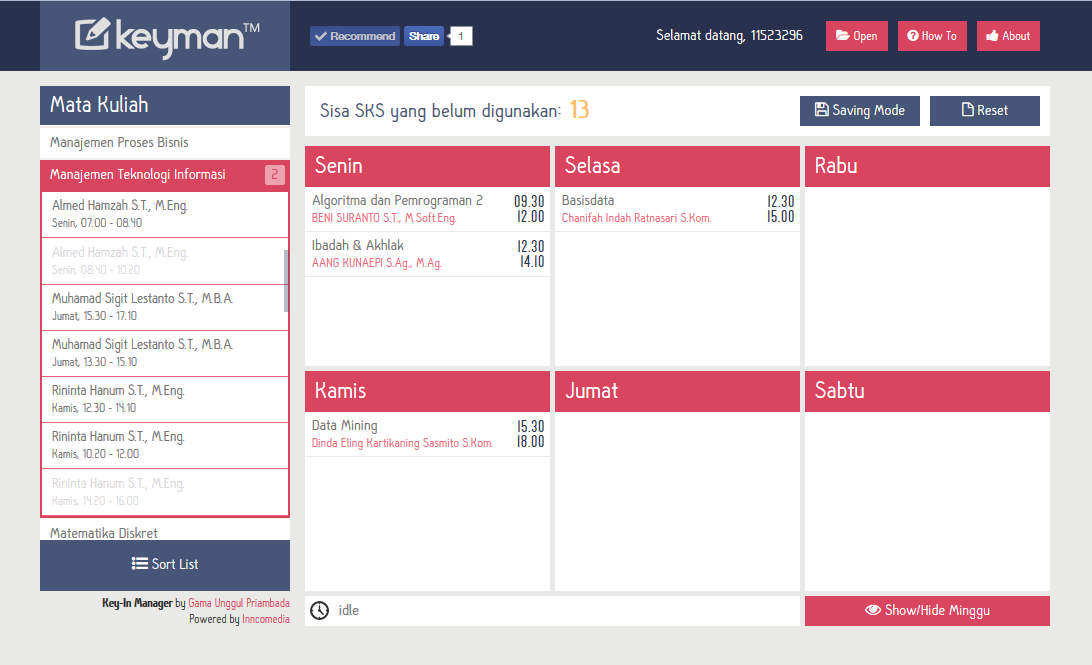 keyman™
Recommend
Share
1
Selamat datang, 11523296
Open
How To
About
Mata Kuliah
Manajemen Proses Bisnis
Manajemen Teknologi Informasi 2
Almed Hamzah S.T., M.Eng.
Senin, 07.00 - 08.40
Almed Hamzah S.T., M.Eng.
Senin, 08.40 - 10.20
Muhamad Sigit Lestanto S.T., M.B.A.
Jumat, 15.30 - 17.10
Muhamad Sigit Lestanto S.T., M.B.A.
Jumat, 13.30 - 15.10
Rininta Hanum S.T., M.Eng.
Kamis, 12.30 - 14.10
Rininta Hanum S.T., M.Eng.
Kamis, 10.20 - 12.00
Rininta Hanum S.T., M.Eng.
Kamis, 14.20 - 16.00
Matematika Diskret
Sort List
Key-In Manager by Gama Unggul Priambada
Powered by Inncomedia
Sisa SKS yang belum digunakan: 13
Saving Mode
Reset
Senin
Algoritma dan Pemrograman 2 09.30
BENI SURANTO S.T., M.Soft.Eng. 12.00
Ibadah & Akhlak 12.30
AANG KUNAEPI S.Ag., M.Ag. 14.10
Selasa
Basisdata 12.30
Chanifah Indah Ratnasari S.Kom. 15.00
Rabu
Kamis
Data Mining 15.30
Dinda Eling Kartikaning Sasmito S.Kom. 18.00
Jumat
Sabtu
idle
Show/Hide Minggu